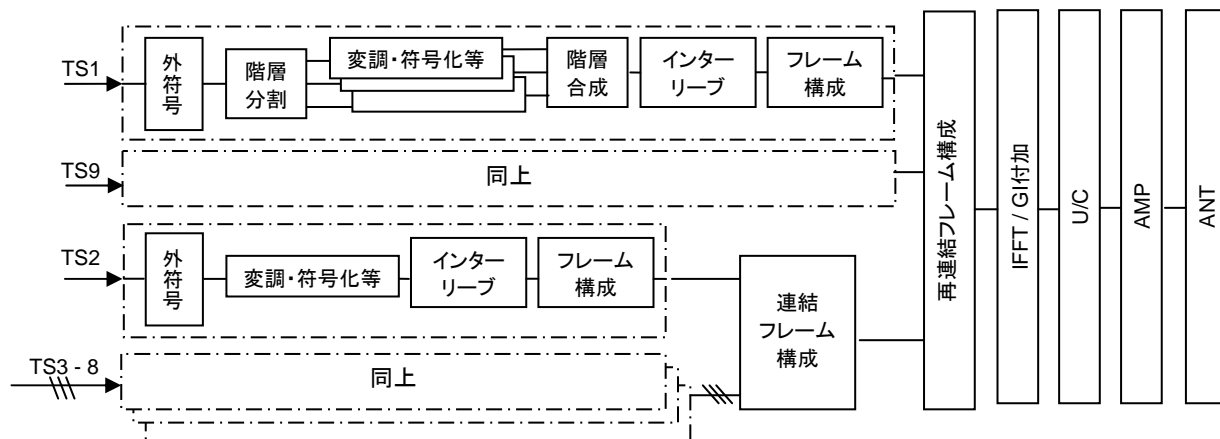 TS1
外符号
階層
分割
変調・符号化等
階層
合成
インター
リーブ
フレーム
構成
TS9
同上
TS2
外符号
変調・符号化等
インター
リーブ
フレーム
構成
TS3 - 8
同上
連結
フレーム
構成
再連結フレーム構成
IFFT / GI付加
U/C
AMP
ANT